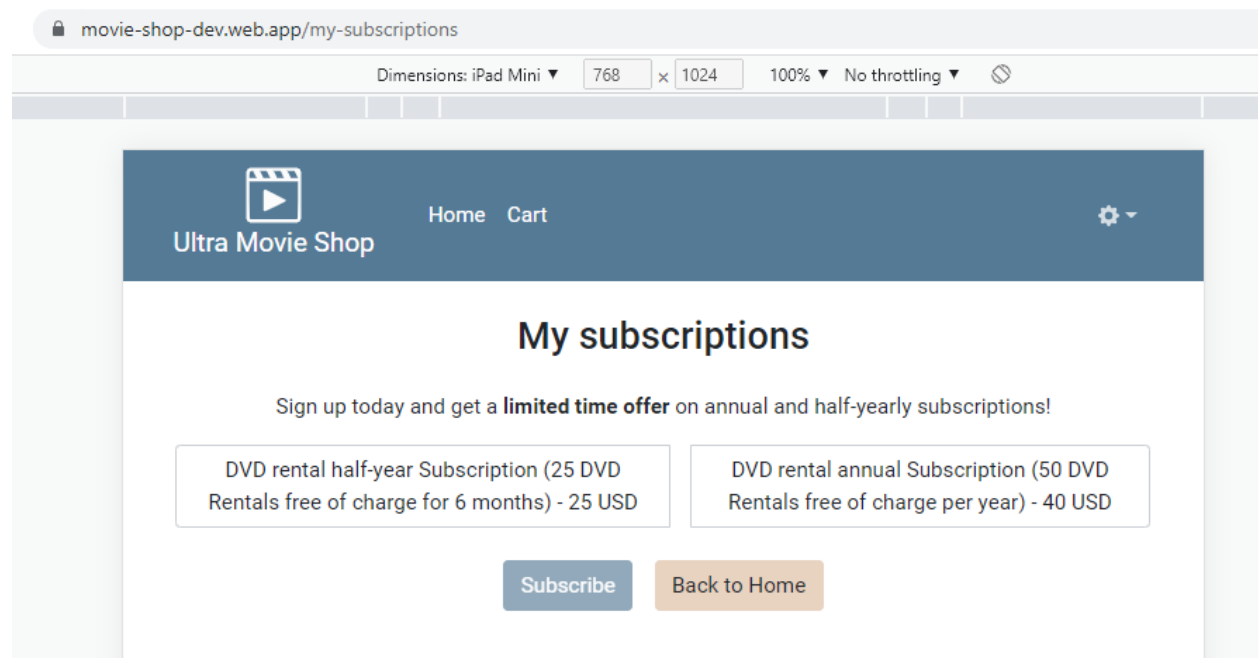 movie-shop-dev.web.app/my-subscriptions
Dimensions: iPad Mini ▼ 768 × 1024 100% ▼ No throttling ▼
Home Cart
Ultra Movie Shop
My subscriptions
Sign up today and get a limited time offer on annual and half-yearly subscriptions!
DVD rental half-year Subscription (25 DVD
Rentals free of charge for 6 months) - 25 USD
DVD rental annual Subscription (50 DVD
Rentals free of charge per year) - 40 USD
Subscribe Back to Home